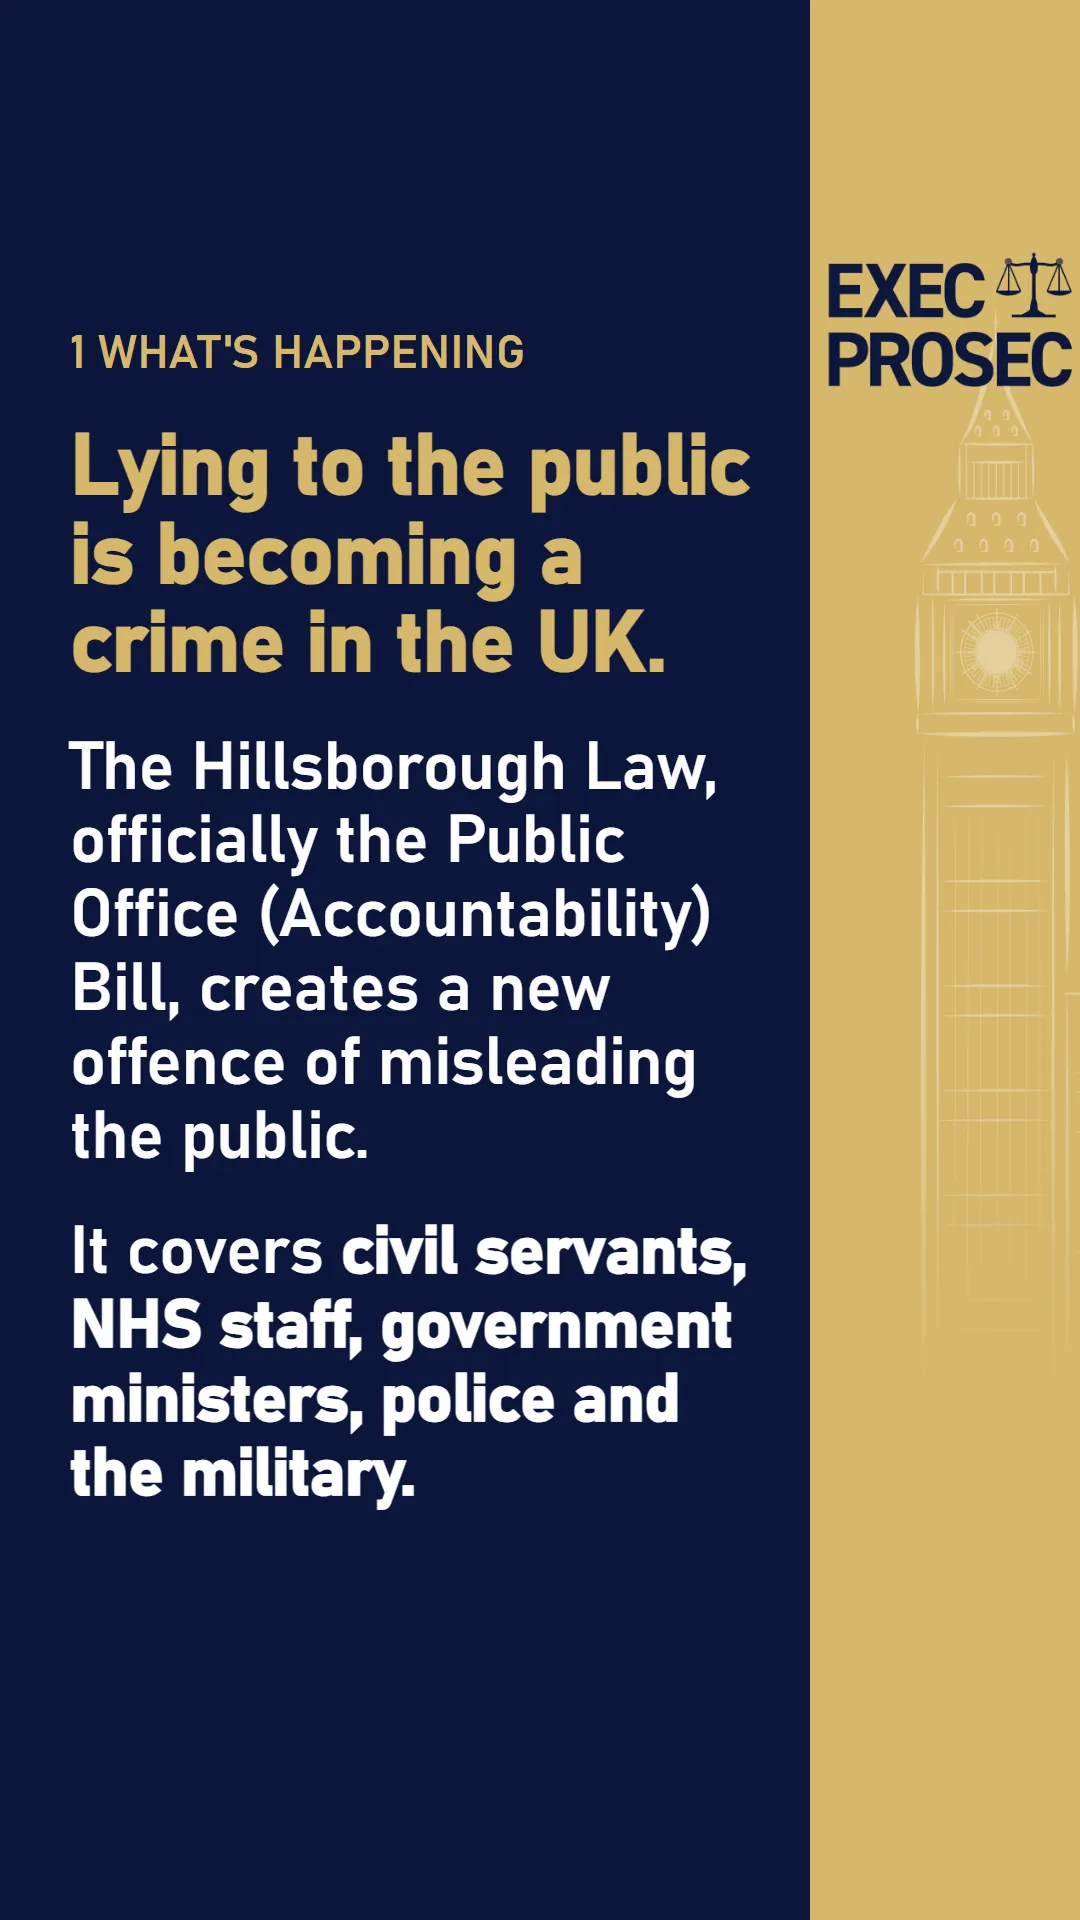 EXEC
PROSEC
1 WHAT'S HAPPENING
Lying to the public
is becoming a
crime in the UK.
The Hillsborough Law,
officially the Public
Office (Accountability)
Bill, creates a new
offence of misleading
the public.
It covers civil servants,
NHS staff, government
ministers, police and
the military.